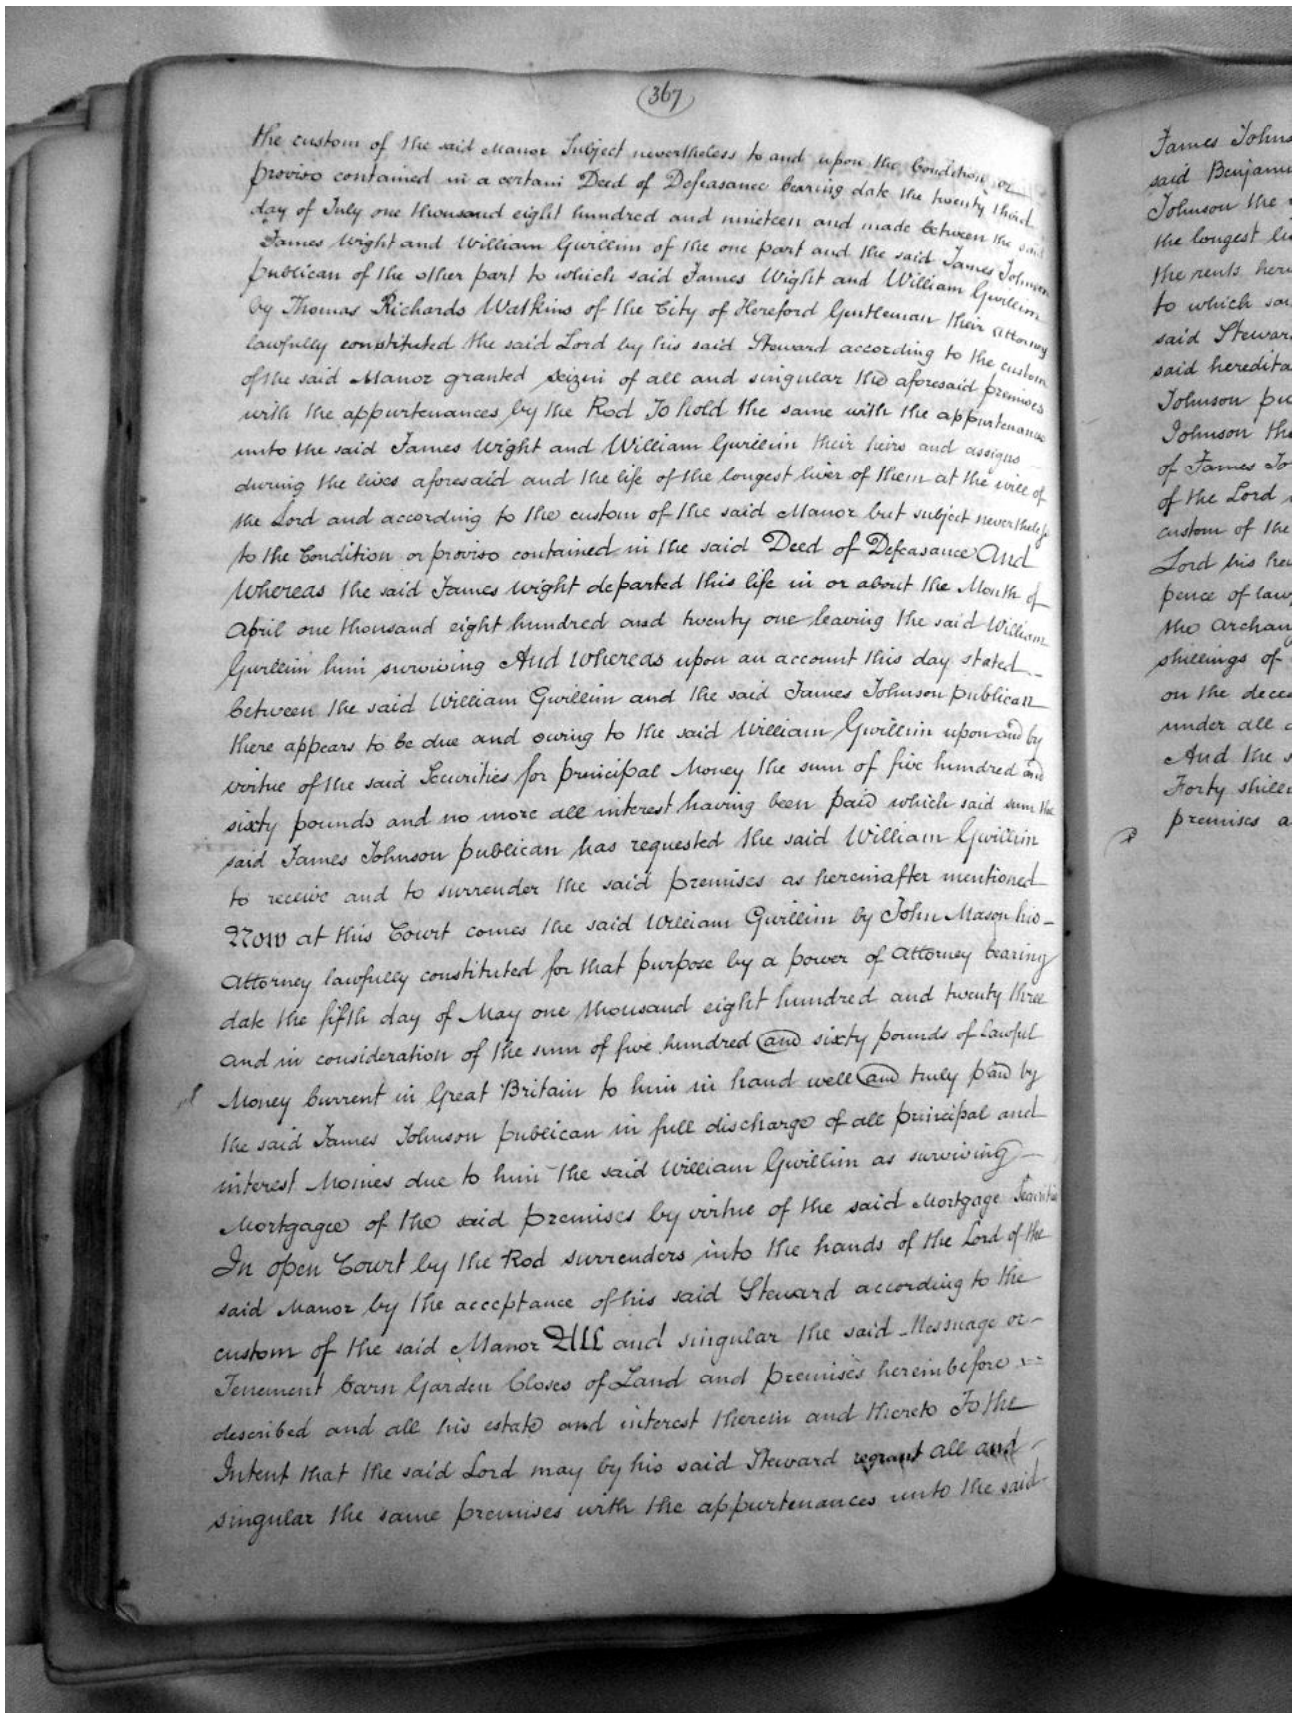 367
the custom of the said Manor Subject nevertheless to and upon the Condition or
proviso contained in a certain Deed of Defeasance bearing date the twenty third
day of July one thousand eight hundred and nineteen and made between the said
James Wight and William Gwillim of the one part and the said James Johnson
publican of the other part to which said James Wight and William Gwillim
by Thomas Richards Watkins of the City of Hereford Gentleman their attorney
lawfully constituted the said Lord by his said Steward according to the custom
of the said Manor granted seizin of all and singular the aforesaid premises
with the appurtenances by the Rod To hold the same with the appurtenances
unto the said James Wight and William Gwillim their heirs and assigns
during the lives aforesaid and the life of the longest liver of them at the will of
the Lord and according to the custom of the said Manor but subject nevertheless
to the Condition or proviso contained in the said Deed of Defeasance And
Whereas the said James Wight departed this life in or about the Month of
April one thousand eight hundred and twenty one leaving the said William
Gwillim him surviving And Whereas upon an account this day stated
between the said William Gwillim and the said James Johnson publican
there appears to be due and owing to the said William Gwillim upon and by
virtue of the said Securities for principal Money the sum of five hundred and
sixty pounds and no more all interest having been paid which said sum the
said James Johnson publican has requested the said William Gwillim
to receive and to surrender the said premises as hereinafter mentioned
Now at this Court comes the said William Gwillim by John Mason his
Attorney lawfully constituted for that purpose by a power of Attorney bearing
date the fifth day of May one thousand eight hundred and twenty three
and in consideration of the sum of five hundred and sixty pounds of lawful
Money Current in Great Britain to him in hand well and truly paid by
the said James Johnson publican in full discharge of all principal and
interest Monies due to him the said William Gwillim as surviving
Mortgagee of the said premises by virtue of the said Mortgage Securities
In open Court by the Rod surrenders into the hands of the Lord of the
said Manor by the acceptance of his said Steward according to the
custom of the said Manor All and singular the said Messuage or
Tenement Barn Garden Closes of Land and premises hereinbefore
described and all his estate and interest therein and thereto To the
Intent that the said Lord may by his said Steward regrant all and
singular the same premises with the appurtenances unto the said
James Johns
said Benjami
Johnson the
the longest li
the rents her
to which sai
said Stewar
said heredita
Johnson pu
Johnson the
of James Jo
of the Lord
custom of the
Lord his hei
pence of law
the Archan
shillings of
on the dece
under all
And the s
Forty shilli
premises a